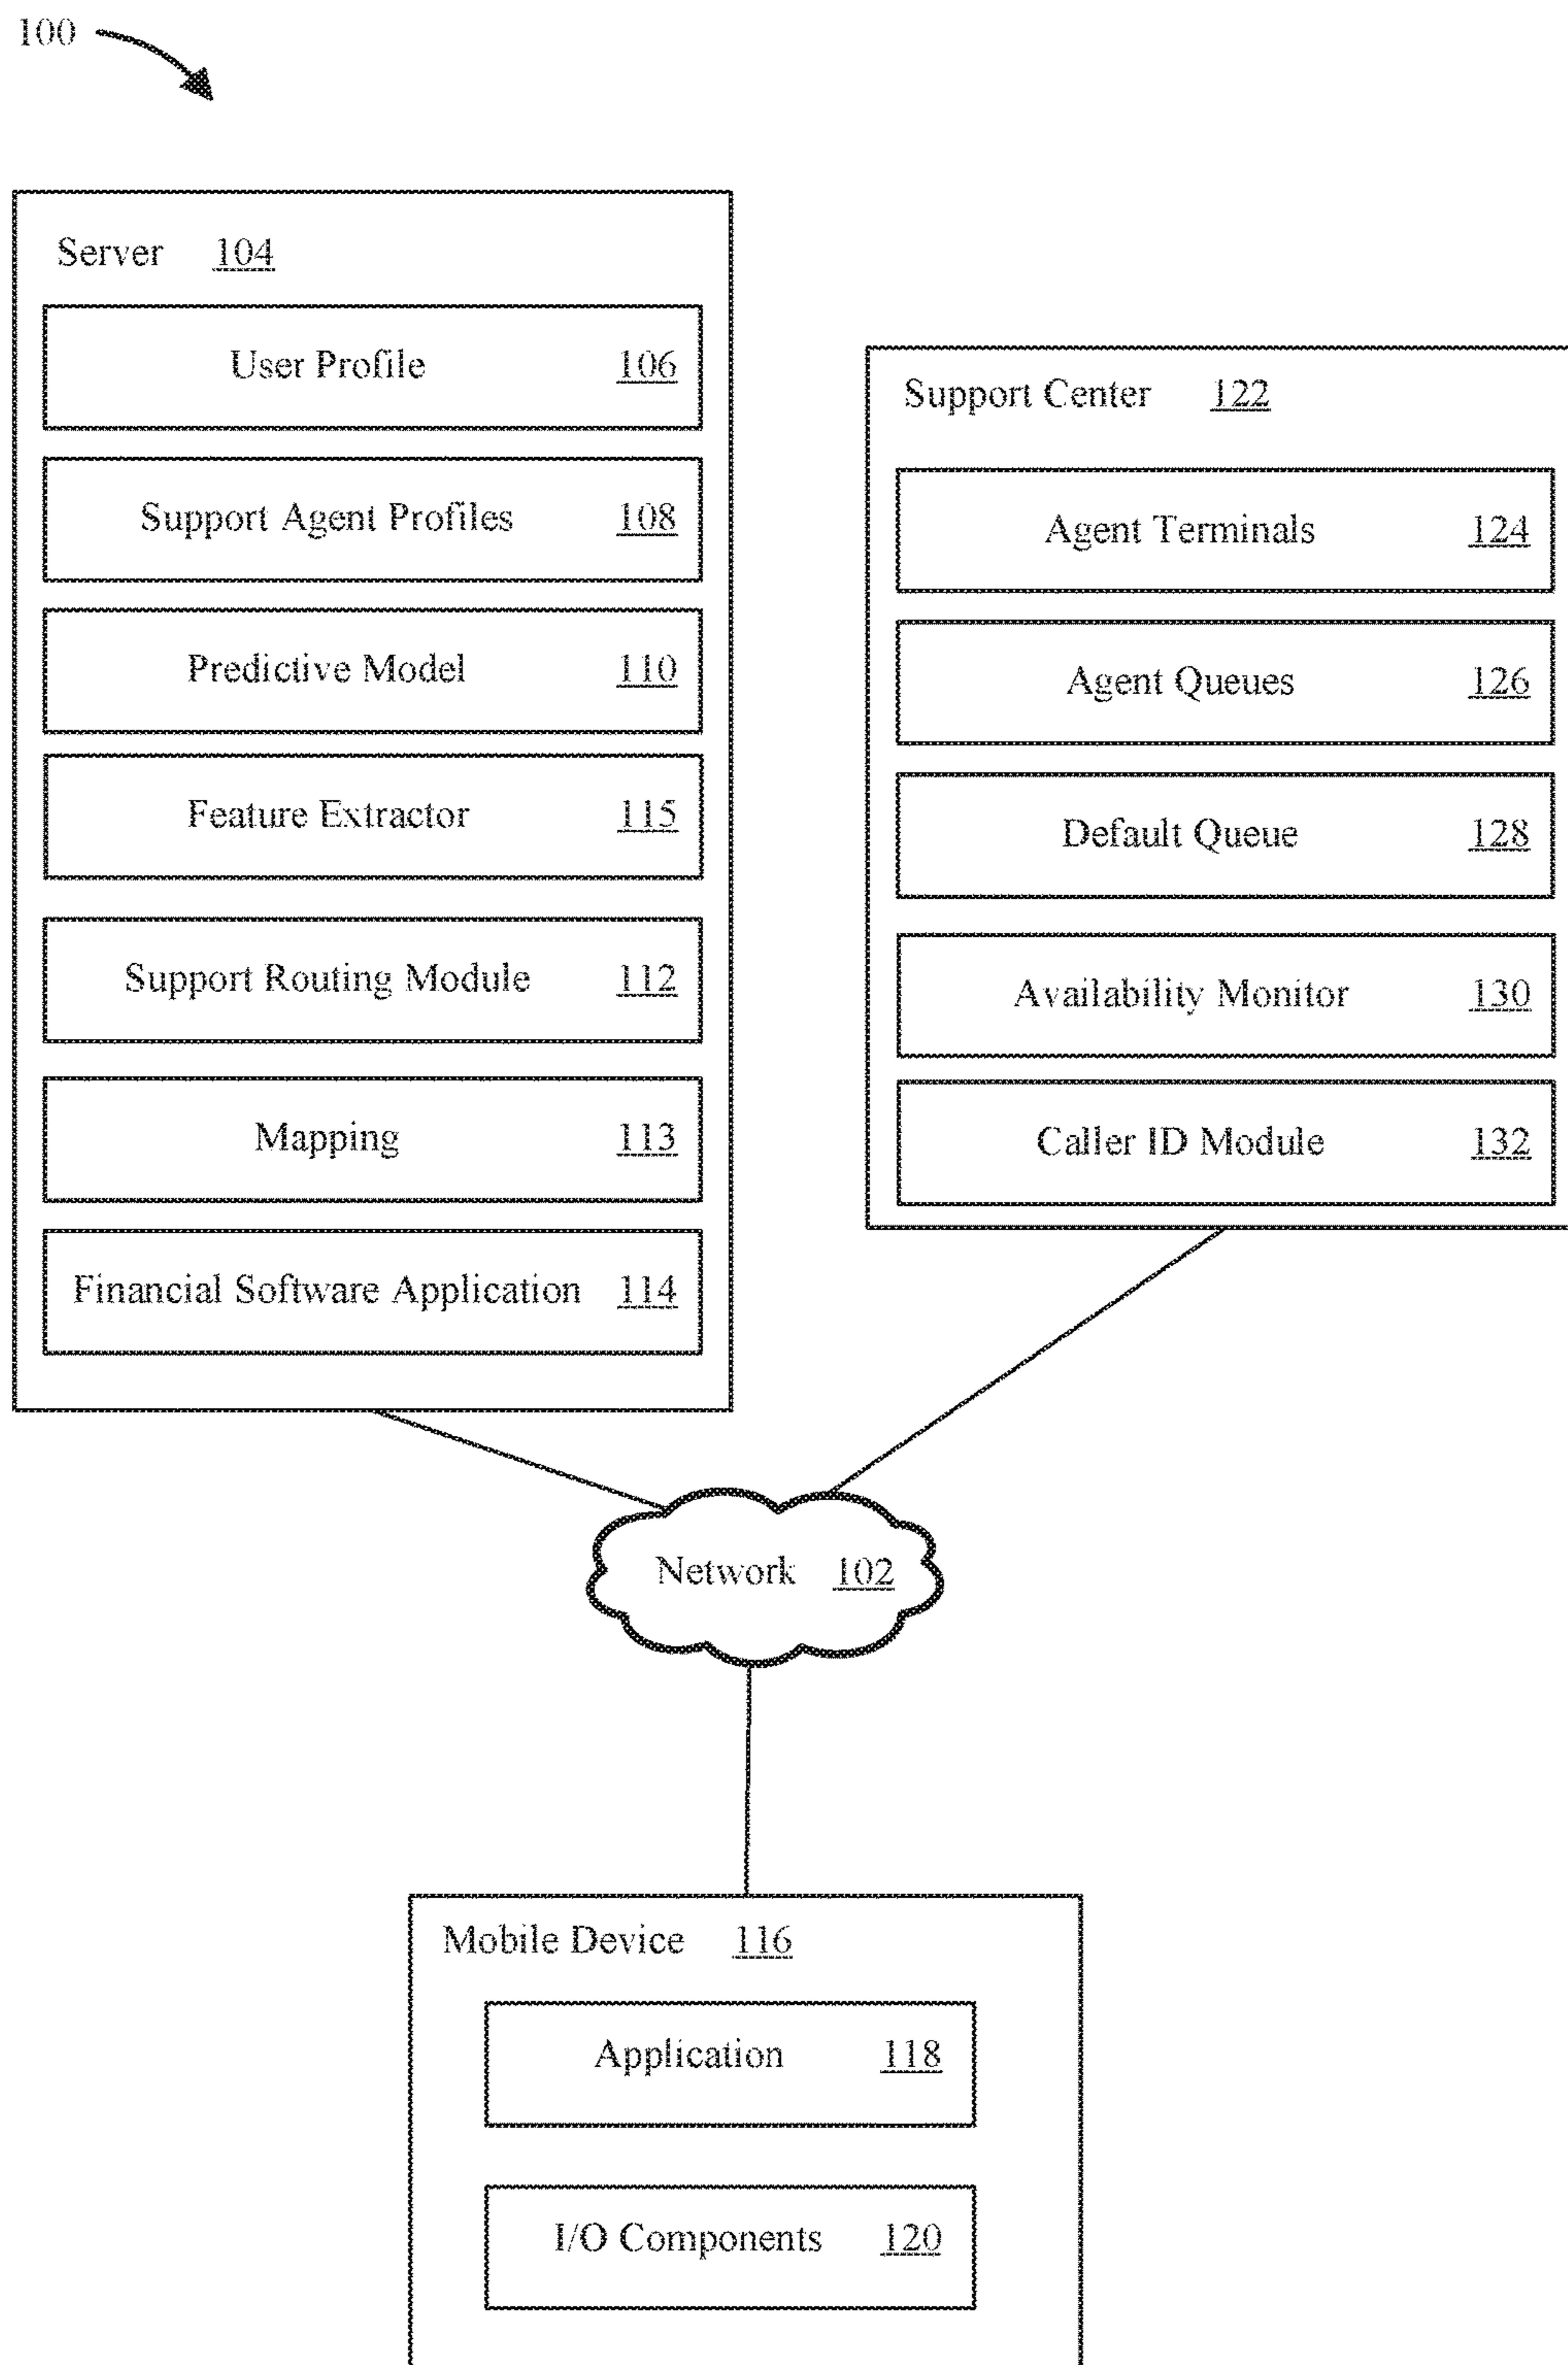 100
Server 104
User Profile 106
Support Agent Profiles 108
Predictive Model 110
Feature Extractor 115
Support Routing Module 112
Mapping 113
Financial Software Application 114
Support Center 122
Agent Terminals 124
Agent Queues 126
Default Queue 128
Availability Monitor 130
Caller ID Module 132
Network 102
Mobile Device 116
Application 118
I/O Components 120